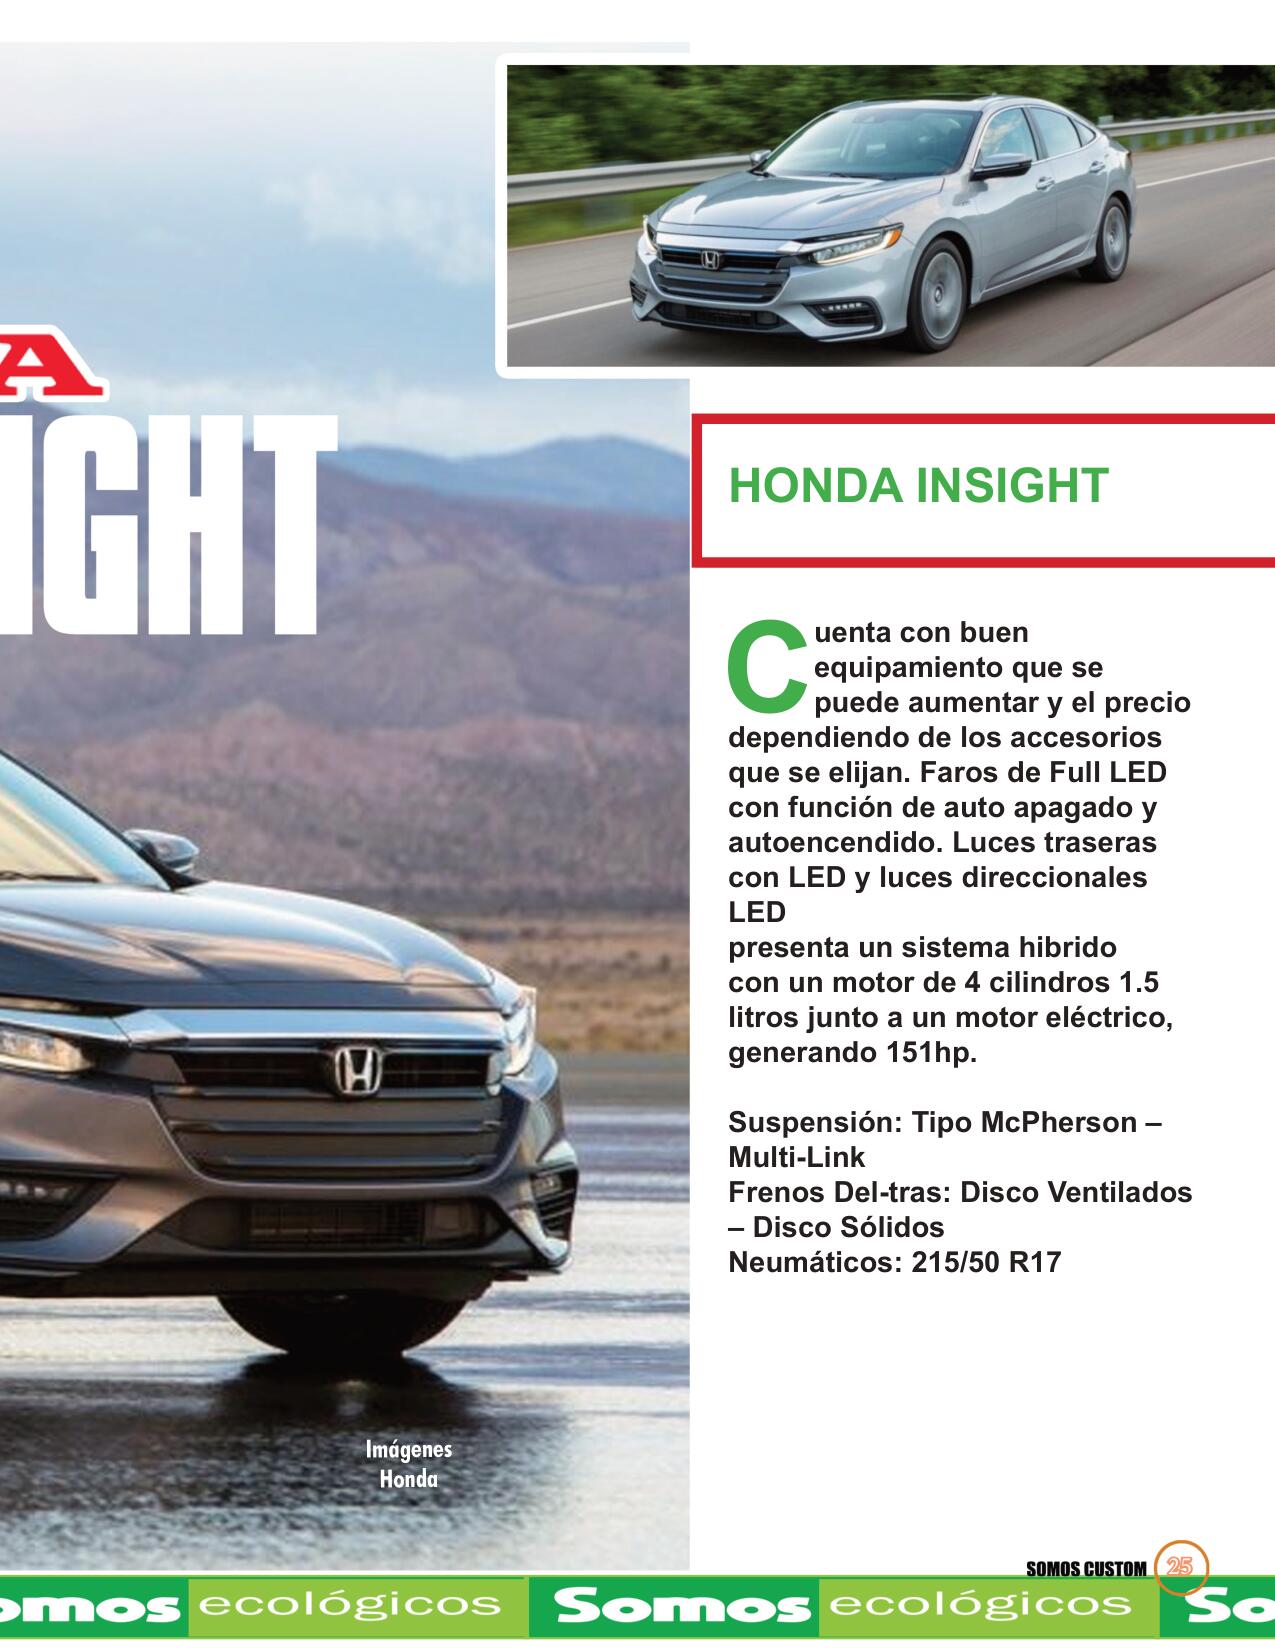 A
IGHT
HONDA INSIGHT
Cuenta con buen
equipamiento que se
puede aumentar y el precio
dependiendo de los accesorios
que se elijan. Faros de Full LED
con función de auto apagado y
autoencendido. Luces traseras
con LED y luces direccionales
LED
presenta un sistema hibrido
con un motor de 4 cilindros 1.5
litros junto a un motor eléctrico,
generando 151hp.
Suspensión: Tipo McPherson –
Multi-Link
Frenos Del-tras: Disco Ventilados
– Disco Sólidos
Neumáticos: 215/50 R17
Imágenes
Honda
SOMOS CUSTOM 25
omos ecológicos Somos ecológicos So